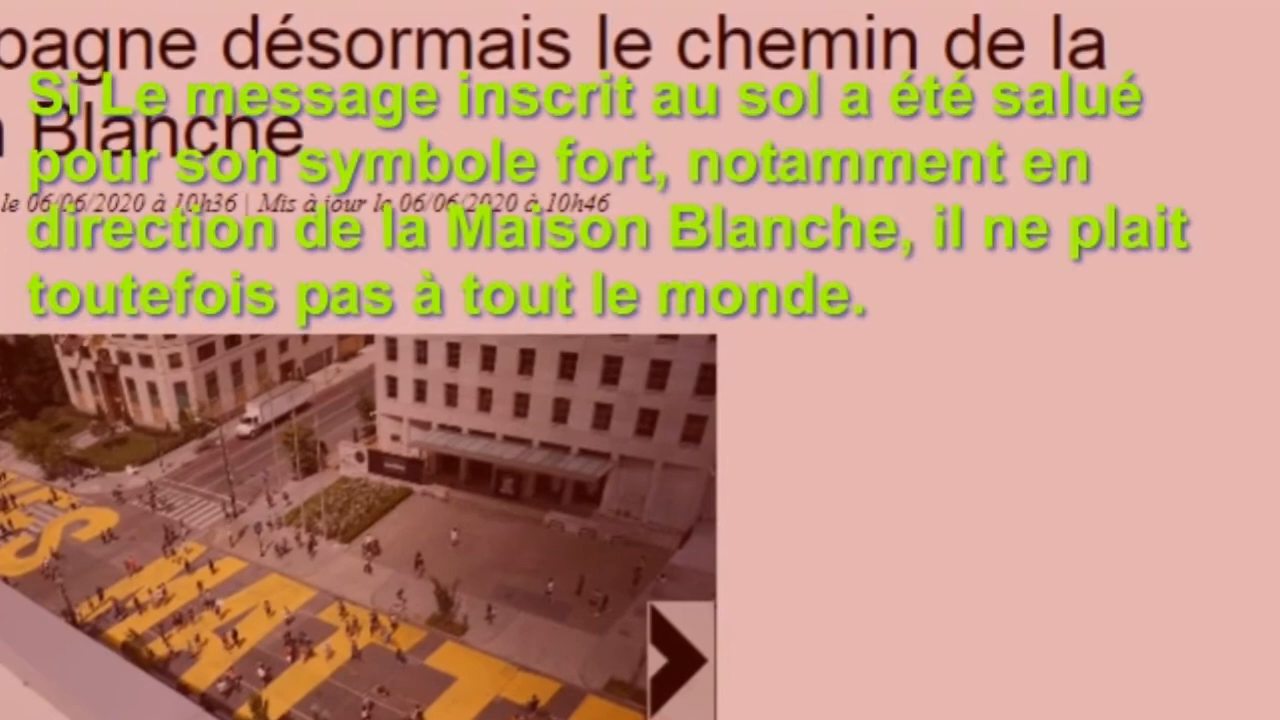 pagne désormais le chemin de la
Si Le message inscrit au sol a été salué
Blanche
pour son symbole fort, notamment en
le 06/06/2020 à 10h36 | Mis à jour le 06/06/2020 à 10h46
direction de la Maison Blanche, il ne plait
toutefois pas à tout le monde.
S
MATT